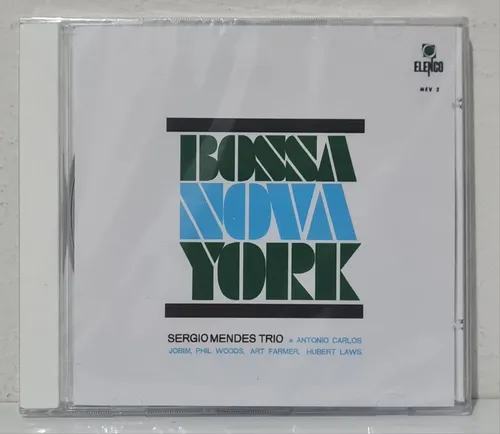 ELENCO
MEV 2
BOSSA
NOVA
YORK
SERGIO MENDES TRIO + ANTONIO CARLOS
JOBIM, PHIL WOODS, ART FARMER, HUBERT LAWS